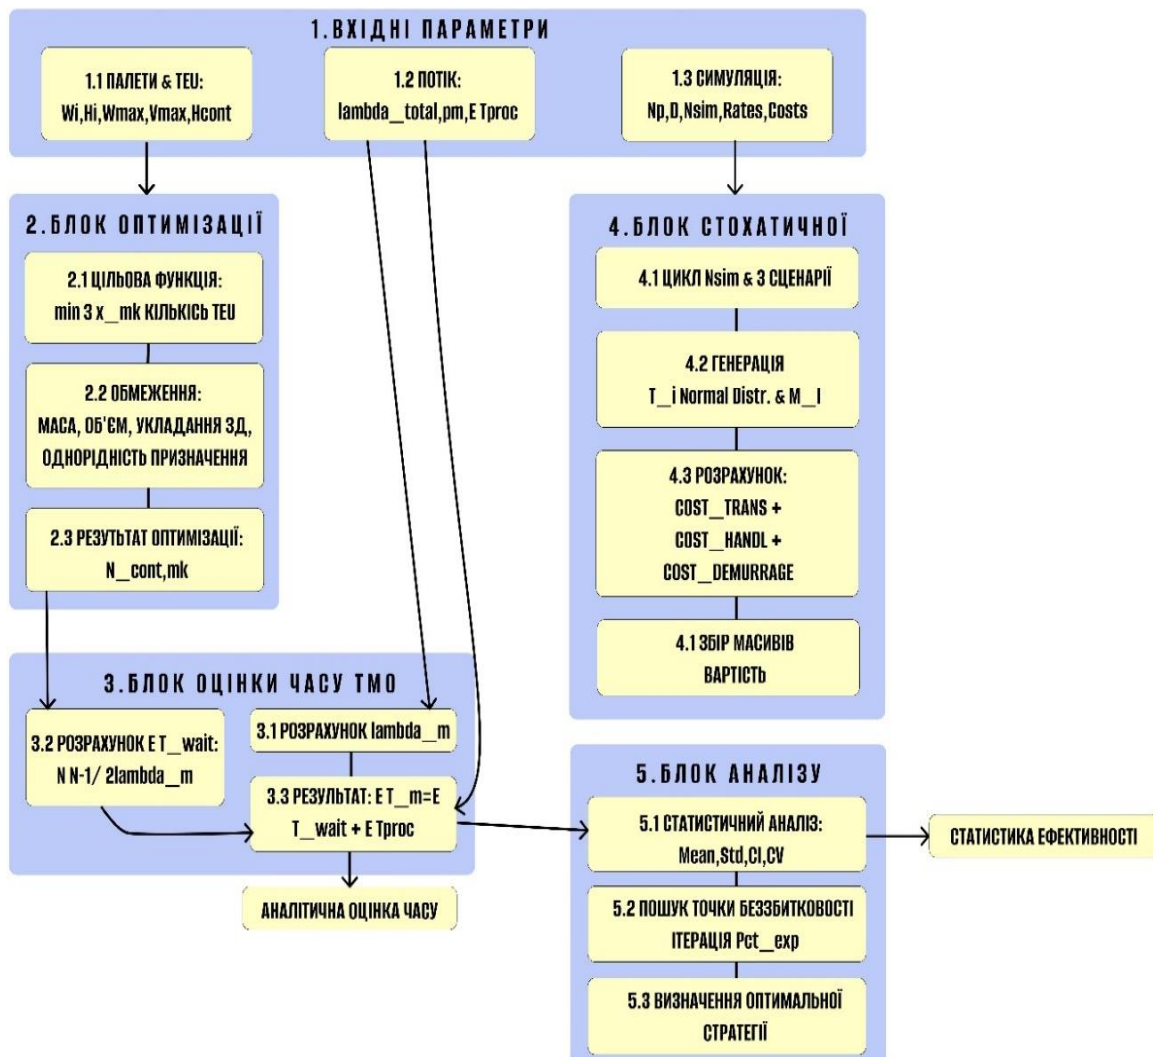 1.ВХІДНІ ПАРАМЕТРИ
1.1 ПАЛЕТИ & TEU:
Wi,Hi,Wmax,Vmax,Hcont
1.2 ПОТІК:
lambda__total,pm,E Tproc
1.3 СИМУЛЯЦІЯ:
Np,D,Nsim,Rates,Costs
2.БЛОК ОПТИМІЗАЦІЇ
2.1 ЦІЛЬОВА ФУНКЦІЯ:
min 3 x__mk КІЛЬКІСЬ TEU
2.2 ОБМЕЖЕННЯ:
МАСА, ОБ'ЄМ, УКЛАДАННЯ 3Д,
ОДНОРІДНІСТЬ ПРИЗНАЧЕННЯ
2.3 РЕЗУТЬТАТ ОПТИМІЗАЦІЇ:
N__cont,mk
4.БЛОК СТОХАТИЧНОЇ
4.1 ЦИКЛ Nsim & 3 СЦЕНАРІЇ
4.2 ГЕНЕРАЦІЯ
T__i Normal Distr. & M__I
4.3 РОЗРАХУНОК:
COST__TRANS +
COST__HANDL +
COST__DEMURRAGE
4.1 ЗБІР МАСИВІВ
ВАРТІСТЬ
3.БЛОК ОЦІНКИ ЧАСУ ТМО
3.2 РОЗРАХУНОК E T__wait:
N N-1/ 2lambda__m
3.1 РОЗРАХУНОК lambda__m
3.3 РЕЗУЛЬТАТ: E T__m=E
T__wait + E Tproc
АНАЛІТИЧНА ОЦІНКА ЧАСУ
5.БЛОК АНАЛІЗУ
5.1 СТАТИСТИЧНИЙ АНАЛІЗ:
Mean,Std,CI,CV
5.2 ПОШУК ТОЧКИ БЕЗЗБИТКОВОСТІ
ІТЕРАЦІЯ Pct__exp
5.3 ВИЗНАЧЕННЯ ОПТИМАЛЬНОЇ
СТРАТЕГІЇ
СТАТИСТИКА ЕФЕКТИВНОСТІ